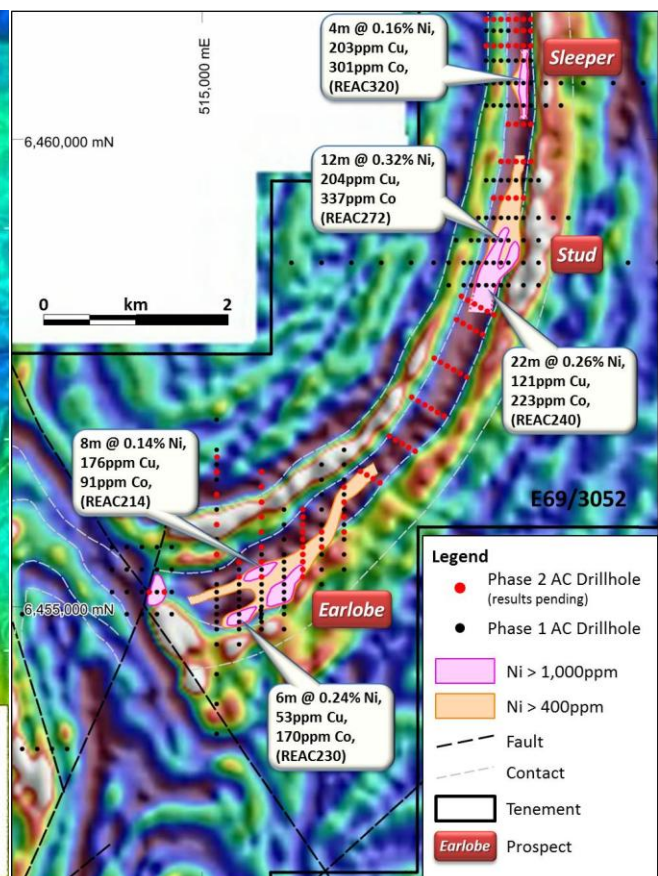 515,000 mE
4m @ 0.16% Ni,
203ppm Cu,
301ppm Co,
(REAC320)
Sleeper
6,460,000 mN
12m @ 0.32% Ni,
204ppm Cu,
337ppm Co
(REAC272)
Stud
0 km 2
22m @ 0.26% Ni,
121ppm Cu,
223ppm Co,
(REAC240)
8m @ 0.14% Ni,
176ppm Cu,
91ppm Co,
(REAC214)
E69/3052
6,455,000 mN
Earlobe
6m @ 0.24% Ni,
53ppm Cu,
170ppm Co,
(REAC230)
Legend
Phase 2 AC Drillhole
(results pending)
Phase 1 AC Drillhole
Ni > 1,000ppm
Ni > 400ppm
Fault
Contact
Tenement
Earlobe Prospect